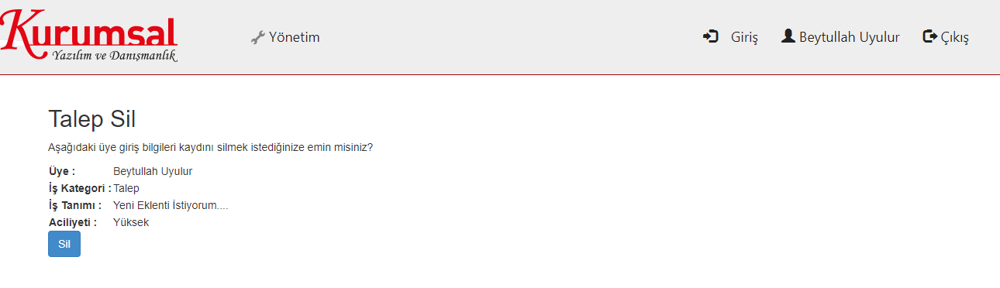 Kurumsal
Yazılım ve Danışmanlık
Yönetim
Giriş
Beytullah Uyulur
Çıkış
Talep Sil
Aşağıdaki üye giriş bilgileri kaydını silmek istediğinize emin misiniz?
Üye : Beytullah Uyulur
İş Kategori : Talep
İş Tanımı : Yeni Eklenti İstiyorum....
Aciliyeti : Yüksek
Sil